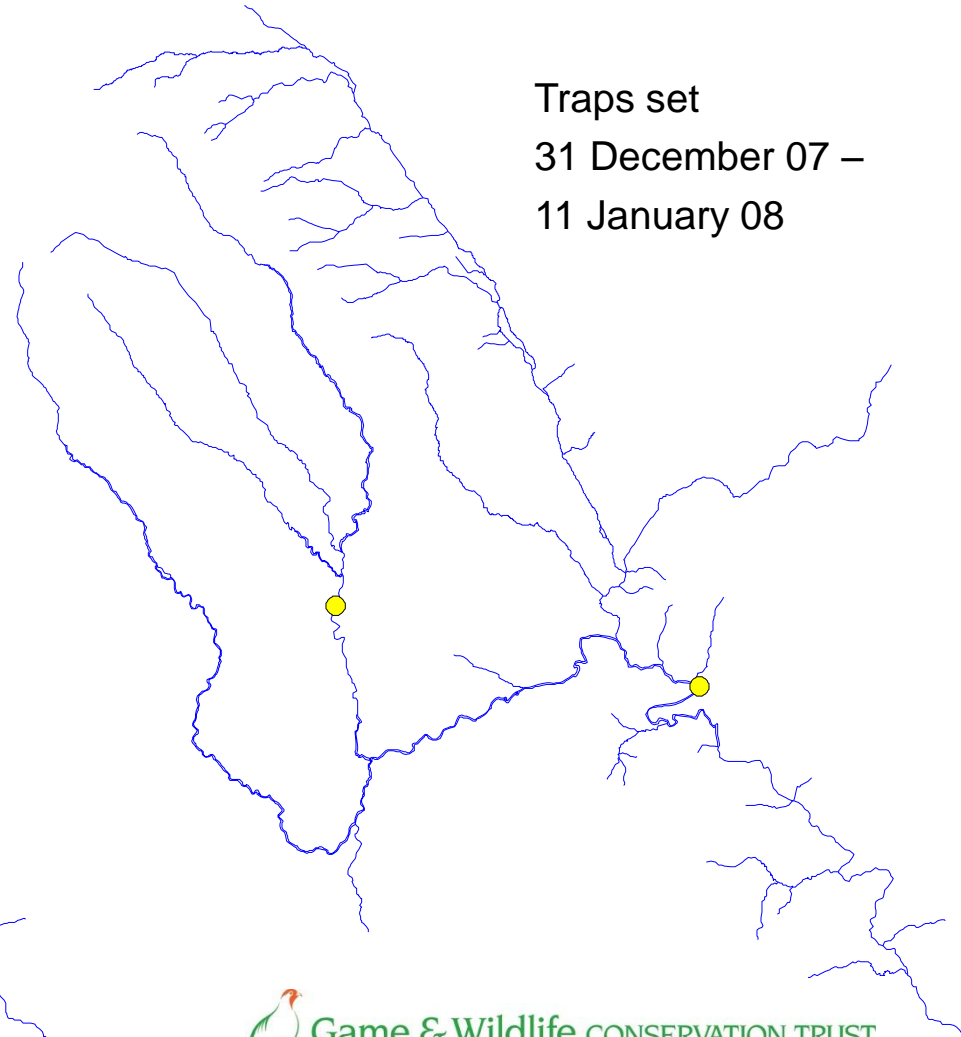 Traps set
31 December 07 –
11 January 08
Game & Wildlife CONSERVATION TRUST